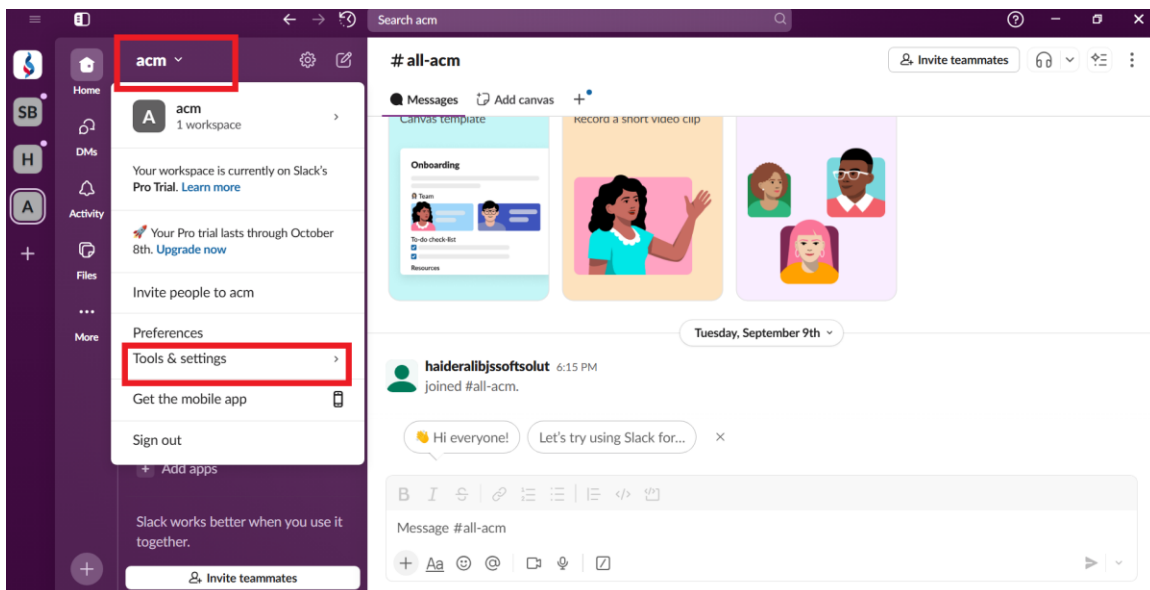 Search acm
SB
H
A
Home
DMs
Activity
Files
More
acm
A
acm
1 workspace
Your workspace is currently on Slack's
Pro Trial. Learn more
🚀 Your Pro trial lasts through October
8th. Upgrade now
Invite people to acm
Preferences
Tools & settings
Get the mobile app
Sign out
+ Add apps
Slack works better when you use it
together.
Invite teammates
# all-acm
Invite teammates
Messages
Add canvas
Canvas template
Record a short video clip
Onboarding
Team
To-do check-list
Resources
Tuesday, September 9th
haideralibjssoftsolut 6:15 PM
joined #all-acm.
👋 Hi everyone!
Let's try using Slack for...
B I S
Message #all-acm
+ Aa @